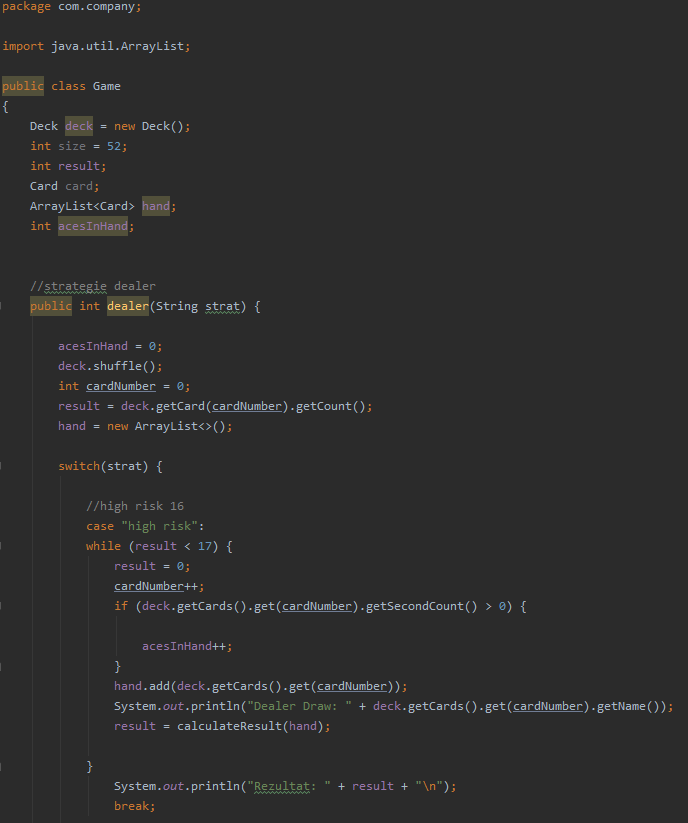 package com.company;
import java.util.ArrayList;
public class Game
{
Deck deck = new Deck();
int size = 52;
int result;
Card card;
ArrayList<Card> hand;
int acesInHand;
//strategie dealer
public int dealer(String strat) {
acesInHand = 0;
deck.shuffle();
int cardNumber = 0;
result = deck.getCard(cardNumber).getCount();
hand = new ArrayList<>();
switch(strat) {
//high risk 16
case "high risk":
while (result < 17) {
result = 0;
cardNumber++;
if (deck.getCards().get(cardNumber).getSecondCount() > 0) {
acesInHand++;
}
hand.add(deck.getCards().get(cardNumber));
System.out.println("Dealer Draw: " + deck.getCards().get(cardNumber).getName());
result = calculateResult(hand);
}
System.out.println("Rezultat: " + result + "\n");
break;